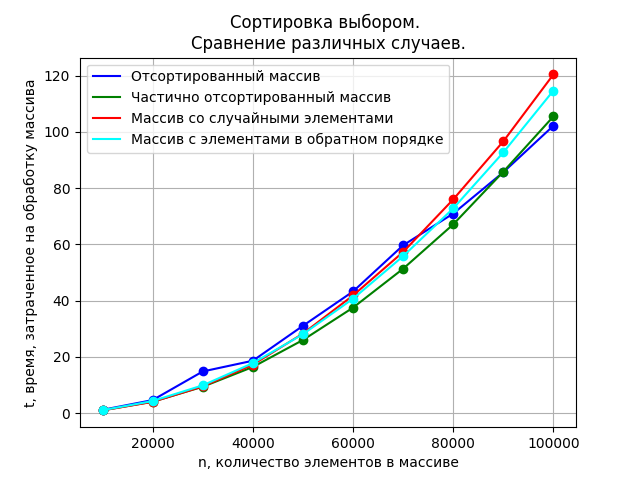 Сортировка выбором.
Сравнение различных случаев.
Отсортированный массив
Частично отсортированный массив
Массив со случайными элементами
Массив с элементами в обратном порядке
t, время, затраченное на обработку массива
120
100
80
60
40
20
0
20000 40000 60000 80000 100000
n, количество элементов в массиве